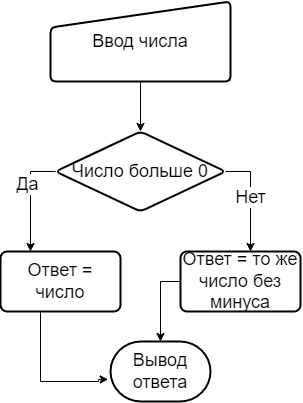 Ввод числа
Число больше 0
Да
Нет
Ответ =
число
Ответ = то же
число без
минуса
Вывод
ответа